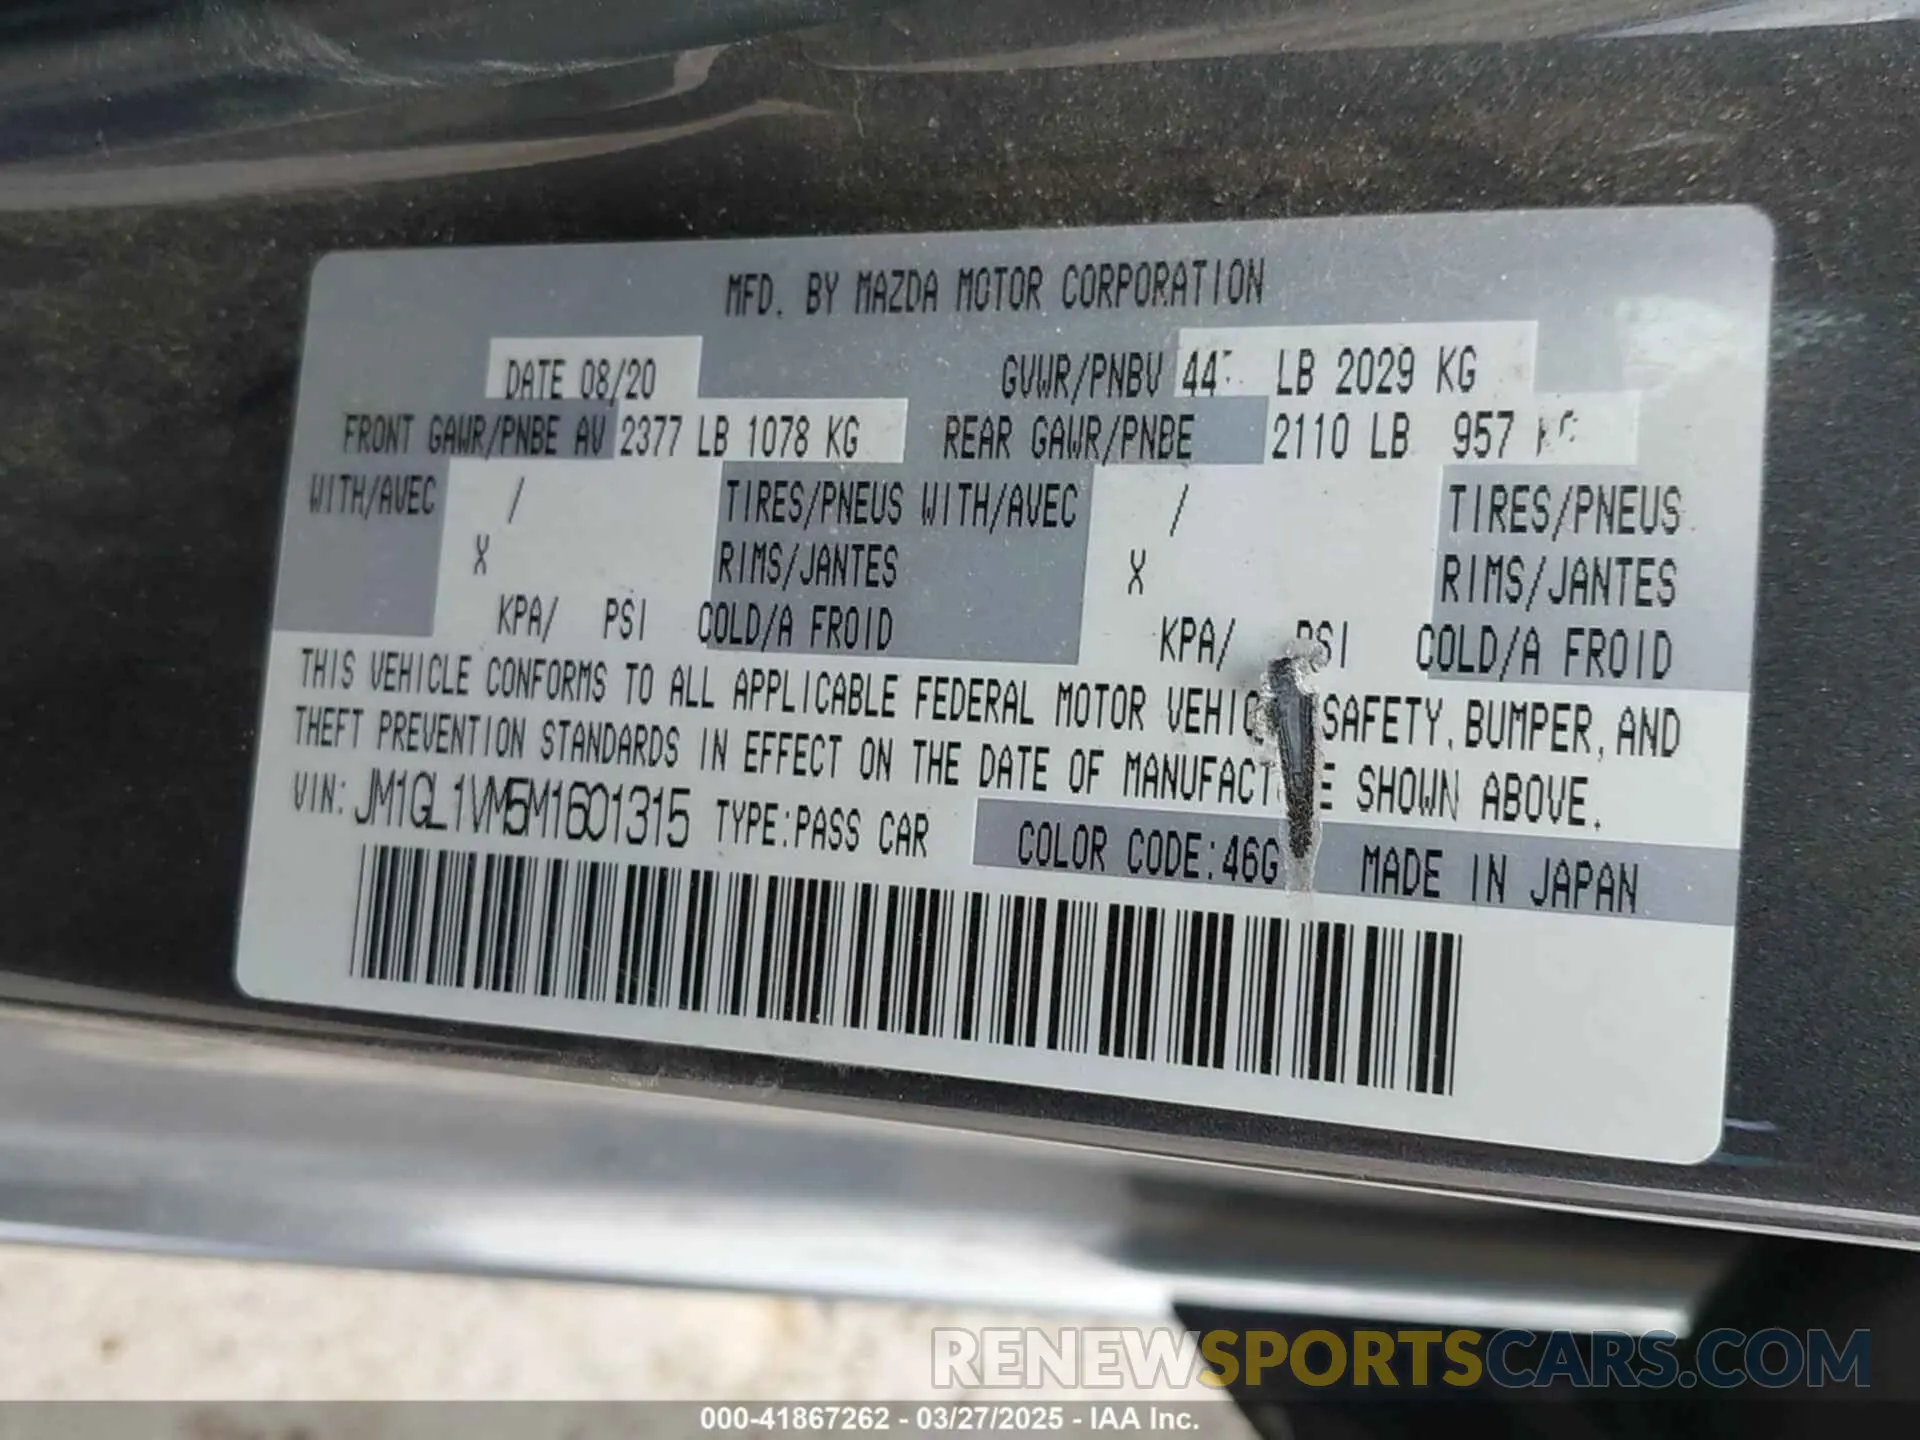 MFD. BY MAZDA MOTOR CORPORATION
DATE 08/20 GVWR/PNBV LB 2029 KG
FRONT GAWR/PNBE AV 2377 LB 1078 KG REAR GAWR/PNBE 2110 LB 957
WITH/AVEC / TIRES/PNEUS WITH/AVEC / TIRES/PNEUS
X RIMS/JANTES X RIMS/JANTES
KPA/ PSI COLD/A FROID KPA/ PSI COLD/A FROID
THIS VEHICLE CONFORMS TO ALL APPLICABLE FEDERAL MOTOR SAFETY, BUMPER, AND
THEFT PREVENTION STANDARDS IN EFFECT ON THE DATE OF SHOWN ABOVE.
VIN: JM1GL1VM5M1601315 TYPE:PASS CAR COLOR CODE:46G MADE IN JAPAN
RENEWSPORTSCARS.COM
000-41867262 - 03/27/2025 - IAA Inc.